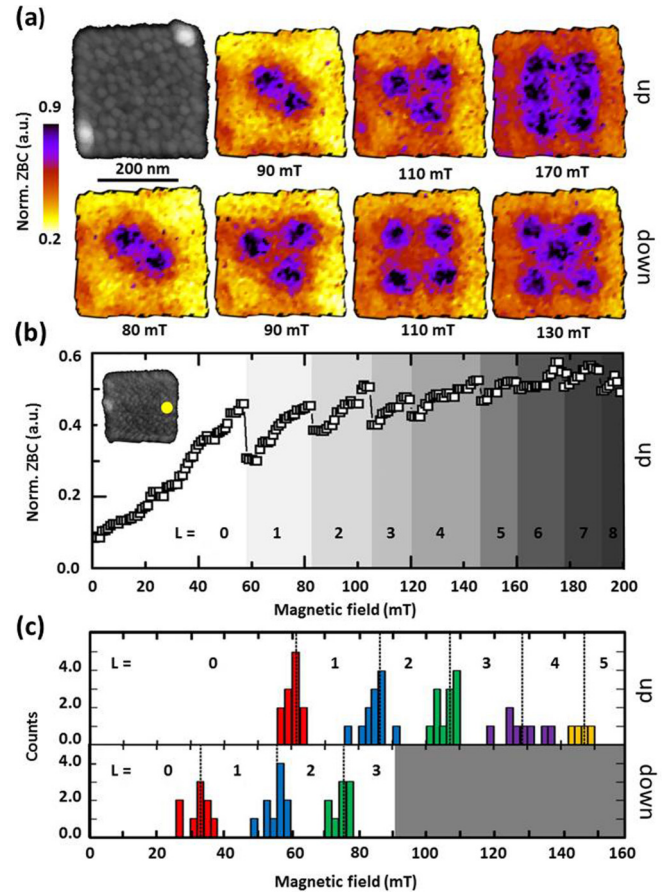 (a)
0.9
Norm. ZBC (a.u.)
0.2
200 nm
90 mT
110 mT
170 mT
up
80 mT
90 mT
110 mT
130 mT
down
(b)
0.6
0.4
0.2
0.0
Norm. ZBC (a.u.)
L = 0 1 2 3 4 5 6 7 8
up
0 20 40 60 80 100 120 140 160 180 200
Magnetic field (mT)
(c)
L = 0 1 2 3 4 5
4.0
2.0
0.0
up
Counts
L = 0 1 2 3
4.0
2.0
0.0
down
0 20 40 60 80 100 120 140 160
Magnetic field (mT)